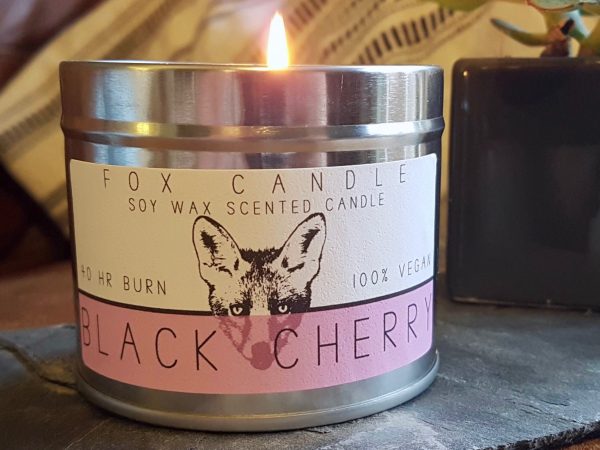 FOX CANDLE
SOY WAX SCENTED CANDLE
40 HR BURN
100% VEGAN
BLACK CHERRY